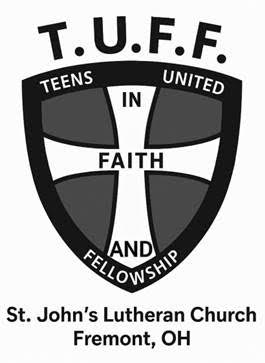 T.U.F.F.
TEENS UNITED
IN
FAITH
AND
FELLOWSHIP
St. John's Lutheran Church
Fremont, OH